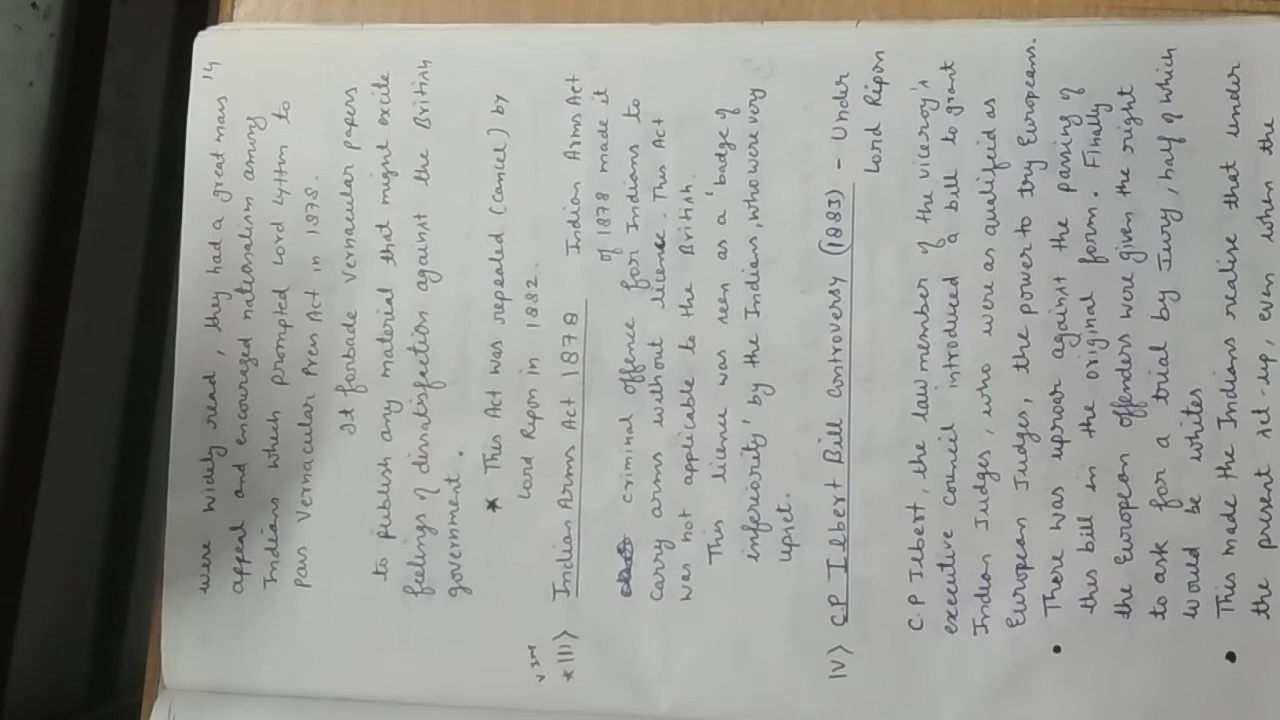 14
were widely read, they had a great mass
appeal and encouraged nationalism among
Indians which prompted Lord Lytton to
pass Vernacular Press Act in 1878.
It forbade Vernacular papers
to publish any material that might excite
feelings of dissatisfaction against the British
government.
* This Act was repealed (Cancel) by
Lord Ripon in 1882.
* III) Indian Arms Act 1878 Indian Arms Act
of 1878 made it
criminal offence for Indians to
carry arms without licence. This Act
was not applicable to the British.
This licence was seen as a 'badge of
inferiority' by the Indians, who were very
upset.
IV) C.P Ilbert Bill Controversy (1883) - Under
Lord Ripon
C.P Ilbert, the law member of the viceroy's
executive council introduced a bill to grant
Indian Judges, who were as qualified as
European Judges, the power to try Europeans.
• There was uproar against the passing of
this bill in the original form. Finally
the European offenders were given the right
to ask for a trial by Jury, half of which
would be whites
• This made the Indians realise that under
the present set-up, even when the